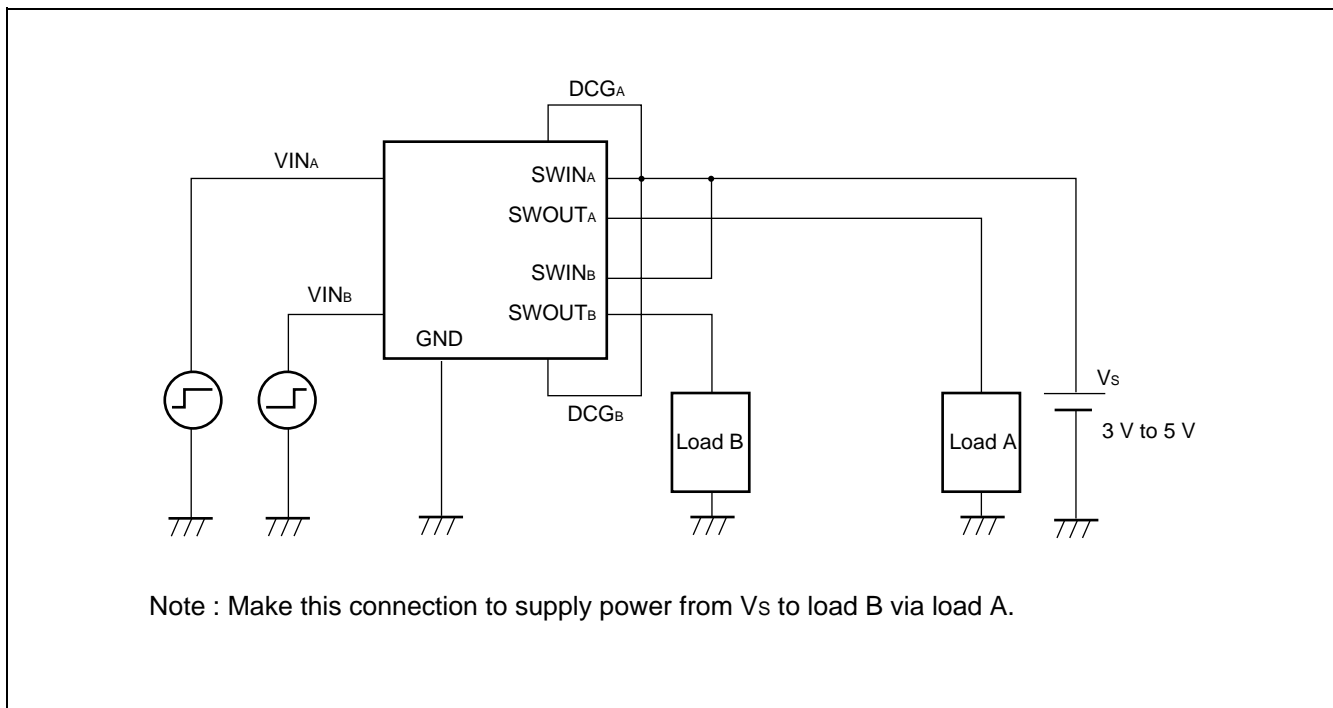 DCGA
VINA
SWINA
SWOUTA
SWINB
VINB
SWOUTB
GND
DCGB
VS
3 V to 5 V
Load B
Load A
Note : Make this connection to supply power from VS to load B via load A.